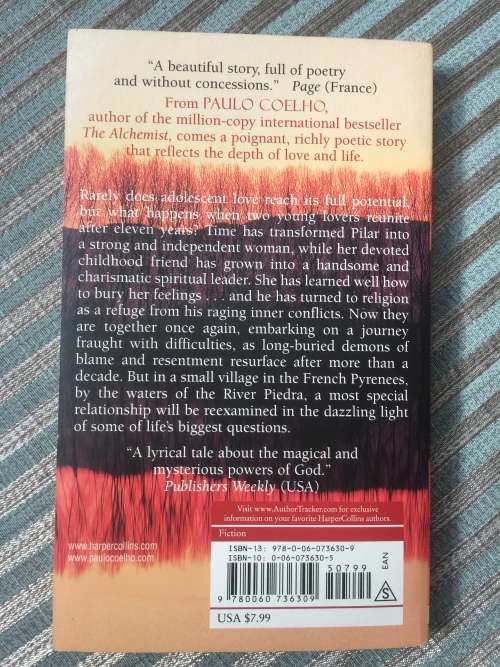 “A beautiful story, full of poetry
and without concessions.” Page (France)
From PAULO COELHO,
author of the million-copy international bestseller
The Alchemist, comes a poignant, richly poetic story
that reflects the depth of love and life.
Rarely does adolescent love reach its full potential,
but what happens when two young lovers reunite
after eleven years? Time has transformed Pilar into
a strong and independent woman, while her devoted
childhood friend has grown into a handsome and
charismatic spiritual leader. She has learned well how
to bury her feelings . . . and he has turned to religion
as a refuge from his raging inner conflicts. Now they
are together once again, embarking on a journey
fraught with difficulties, as long-buried demons of
blame and resentment resurface after more than a
decade. But in a small village in the French Pyrenees,
by the waters of the River Piedra, a most special
relationship will be reexamined in the dazzling light
of some of life's biggest questions.
“A lyrical tale about the magical and
mysterious powers of God.”
Publishers Weekly (USA)
Visit www.AuthorTracker.com for exclusive
information on your favorite HarperCollins authors.
Fiction
www.harpercollins.com
www.paulocoelho.com
ISBN-13: 978-0-06-073630-9
ISBN-10: 0-06-073630-5
50799
EAN
S
9 780060 736309
USA $7.99